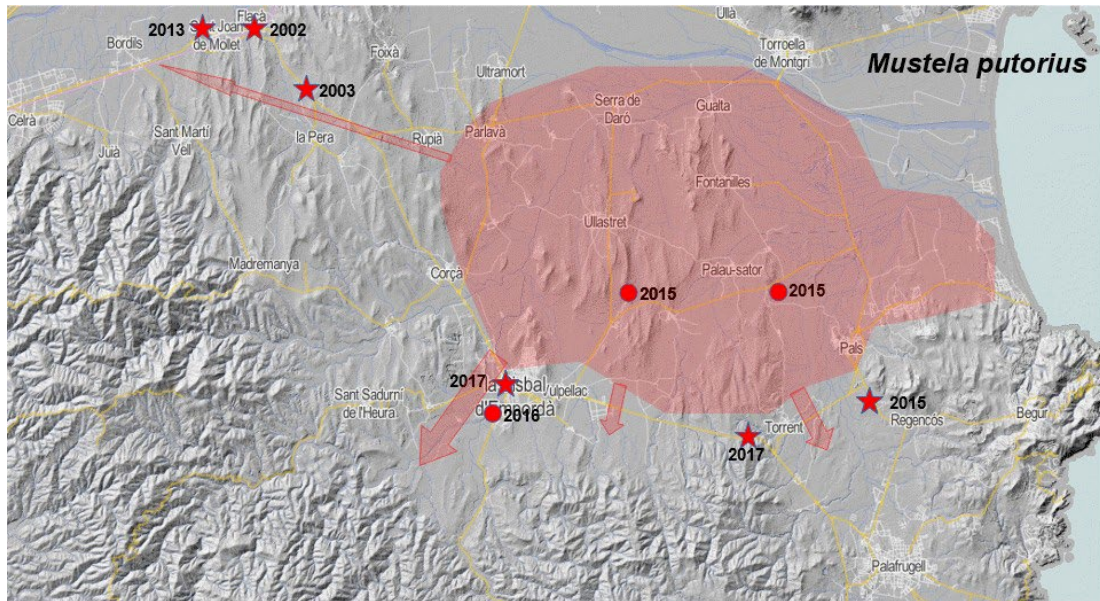 Flaçà
2013
Sant Joan
de Mollet
2002
Bordils
Foixà
Ullà
Torroella
de Montgrí
Mustela putorius
Ultramort
2003
Serra de
Daró
Gualta
Celrà
Sant Martí
Vell
la Pera
Rupià
Parlavà
Juià
Fontanilles
Ullastret
Madremanya
Corçà
Palau-sator
2015
2015
Pals
2017
la Bisbal
d'Empordà
Vulpellac
Sant Sadurní
de l'Heura
2016
2015
Regencós
Begur
Torrent
2017
Palafrugell